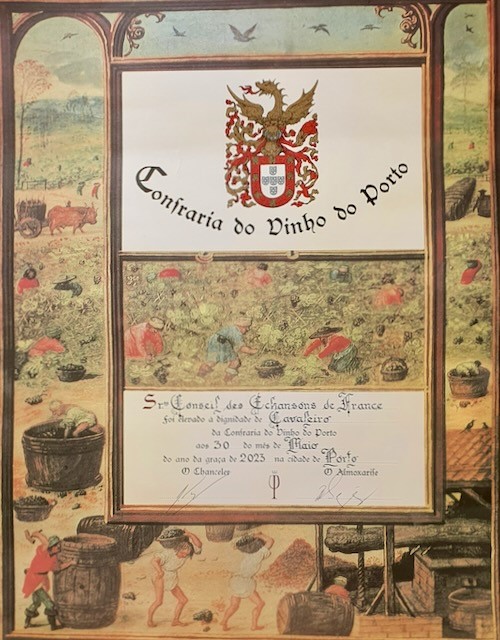 Confraria do Vinho do Porto
Conseil des Echansons de France
Foi elevado à dignidade de Cavaleiro
da Confraria do Vinho do Porto
aos 30 do mês de Maio
do ano da graça de 2023 na cidade de Porto
O Chanceler O Almoxarife